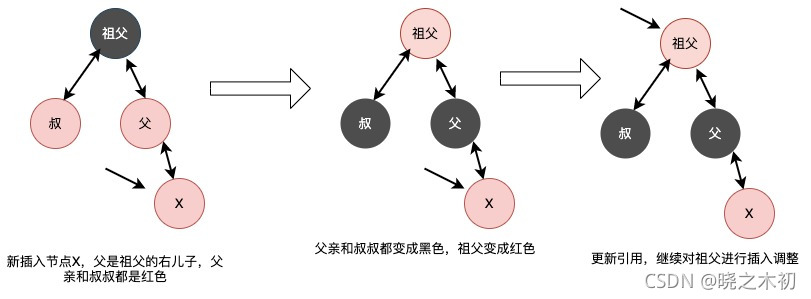 祖父
叔
父
X
新插入节点X，父是祖父的右儿子，父
亲和叔叔都是红色
祖父
叔
父
X
父亲和叔叔都变成黑色，祖父变成红色
祖父
叔
父
X
更新引用，继续对祖父进行插入调整
CSDN @晓之木初